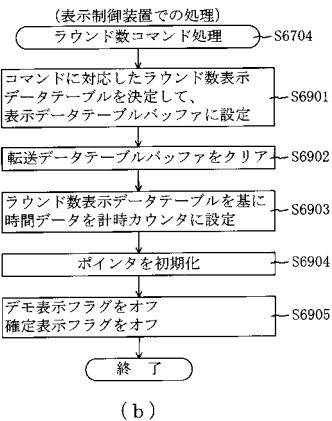 (表示制御装置での処理)
ラウンド数コマンド処理
S6704
コマンドに対応したラウンド数表示
データテーブルを決定して、
表示データテーブルバッファに設定
S6901
転送データテーブルバッファをクリア
S6902
ラウンド数表示データテーブルを基に
時間データを計時カウンタに設定
S6903
ポインタを初期化
S6904
デモ表示フラグをオフ
確定表示フラグをオフ
S6905
終 了
(b)